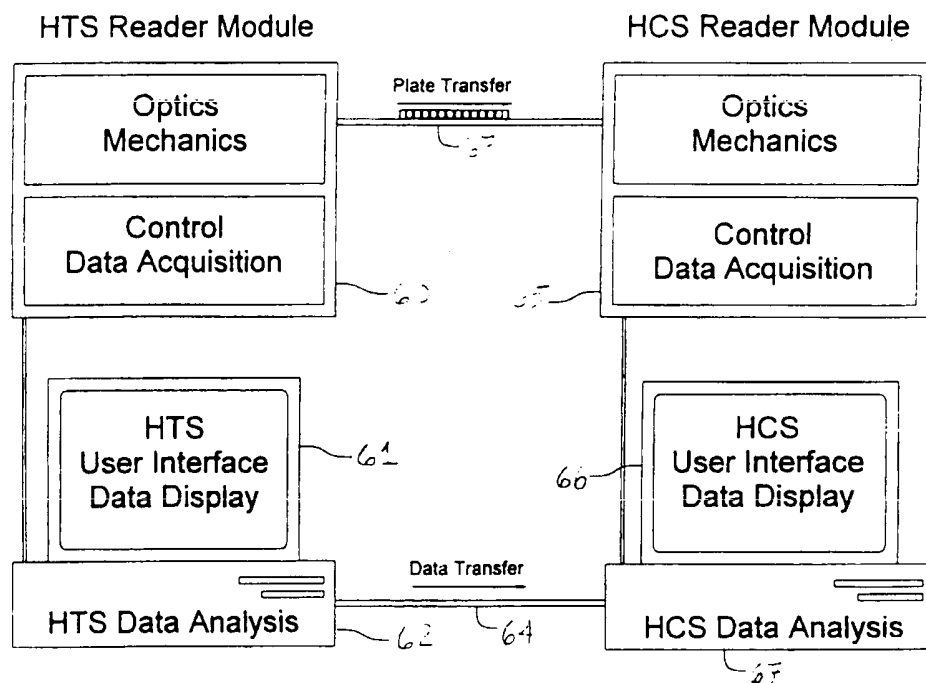 HTS Reader Module
HCS Reader Module
Optics
Mechanics
Control
Data Acquisition
Plate Transfer
Optics
Mechanics
Control
Data Acquisition
HTS
User Interface
Data Display
61
HCS
User Interface
Data Display
66
HTS Data Analysis
62
Data Transfer
64
HCS Data Analysis